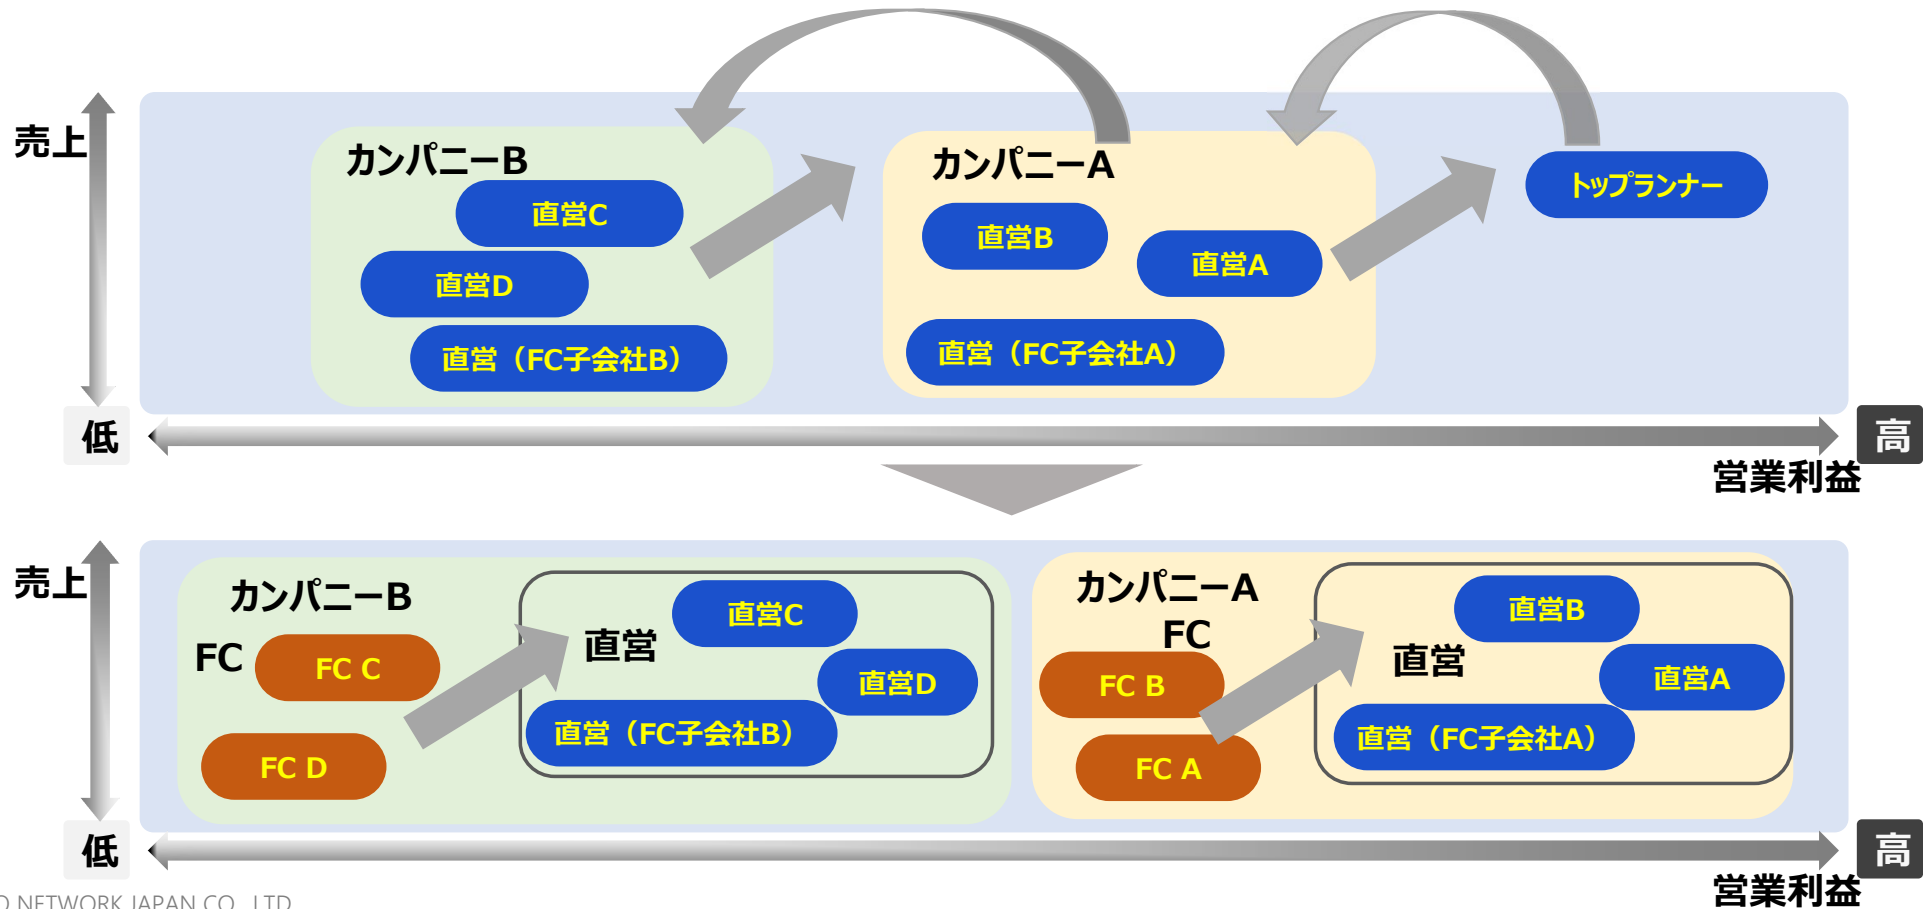 売上
カンパニーB
直営C
直営D
直営（FC子会社B）
カンパニーA
直営B
直営A
直営（FC子会社A）
トップランナー
低
高
営業利益
売上
カンパニーB
FC
FC C
FC D
直営
直営C
直営D
直営（FC子会社B）
カンパニーA
FC
FC B
FC A
直営
直営B
直営A
直営（FC子会社A）
低
高
営業利益
NETWORK JAPAN CO., LTD